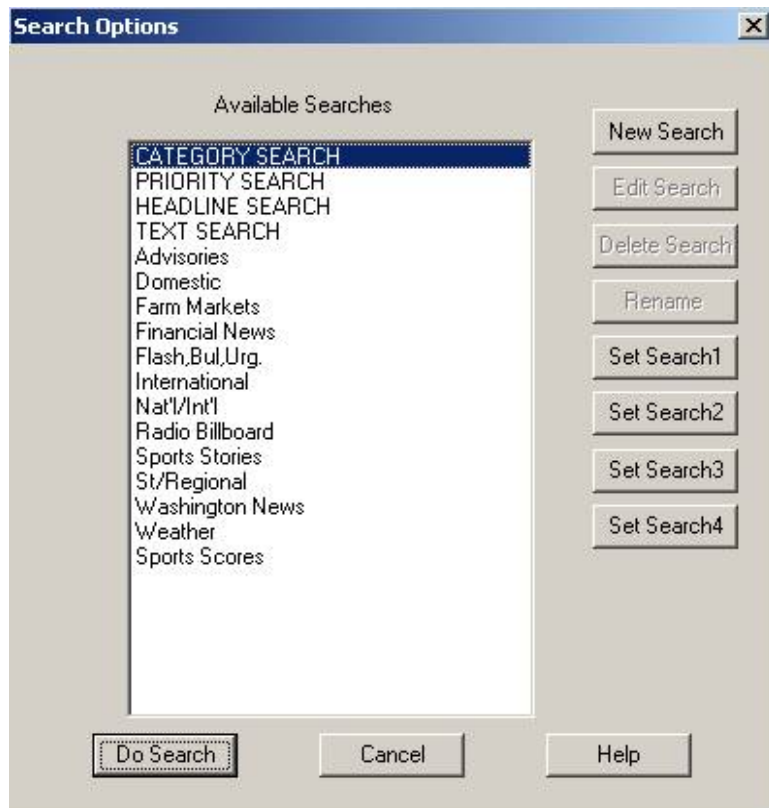 Search Options
Available Searches
CATEGORY SEARCH
PRIORITY SEARCH
HEADLINE SEARCH
TEXT SEARCH
Advisories
Domestic
Farm Markets
Financial News
Flash,Bul,Urg.
International
Nat'l/Int'l
Radio Billboard
Sports Stories
St/Regional
Washington News
Weather
Sports Scores
New Search
Edit Search
Delete Search
Rename
Set Search1
Set Search2
Set Search3
Set Search4
Do Search
Cancel
Help